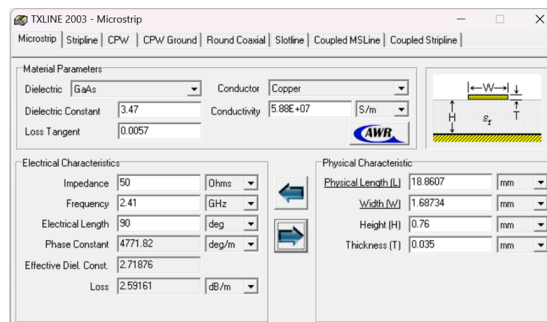 TXLINE 2003 - Microstrip
Microstrip Stripline CPW CPW Ground Round Coaxial Slotline Coupled MSLine Coupled Stripline
Material Parameters
Dielectric GaAs Conductor Copper
Dielectric Constant 3.47 Conductivity 5.88E+07 S/m
Loss Tangent 0.0057 AWR
W
H εr T
Electrical Characteristics
Impedance 50 Ohms
Frequency 2.41 GHz
Electrical Length 90 deg
Phase Constant 4771.82 deg/m
Effective Diel. Const. 2.71876
Loss 2.59161 dB/m
Physical Characteristic
Physical Length (L) 18.8607 mm
Width (W) 1.68734 mm
Height (H) 0.76 mm
Thickness (T) 0.035 mm